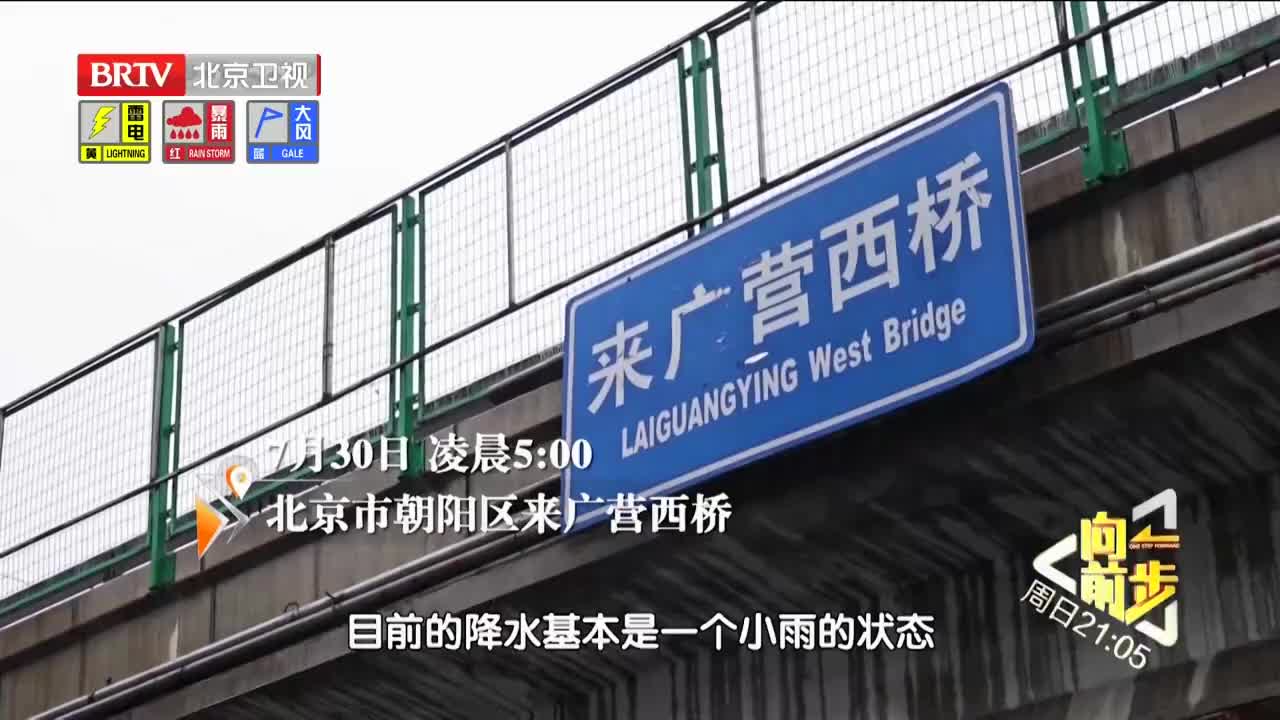 BRTV 北京卫视
雷电
黄 LIGHTNING
暴雨
红 RAIN STORM
大风
蓝 GALE
来广营西桥
LAIGUANGYING West Bridge
7月30日 凌晨5:00
北京市朝阳区来广营西桥
向前一步
ONE STEP FORWARD
周日21:05
目前的降水基本是一个小雨的状态